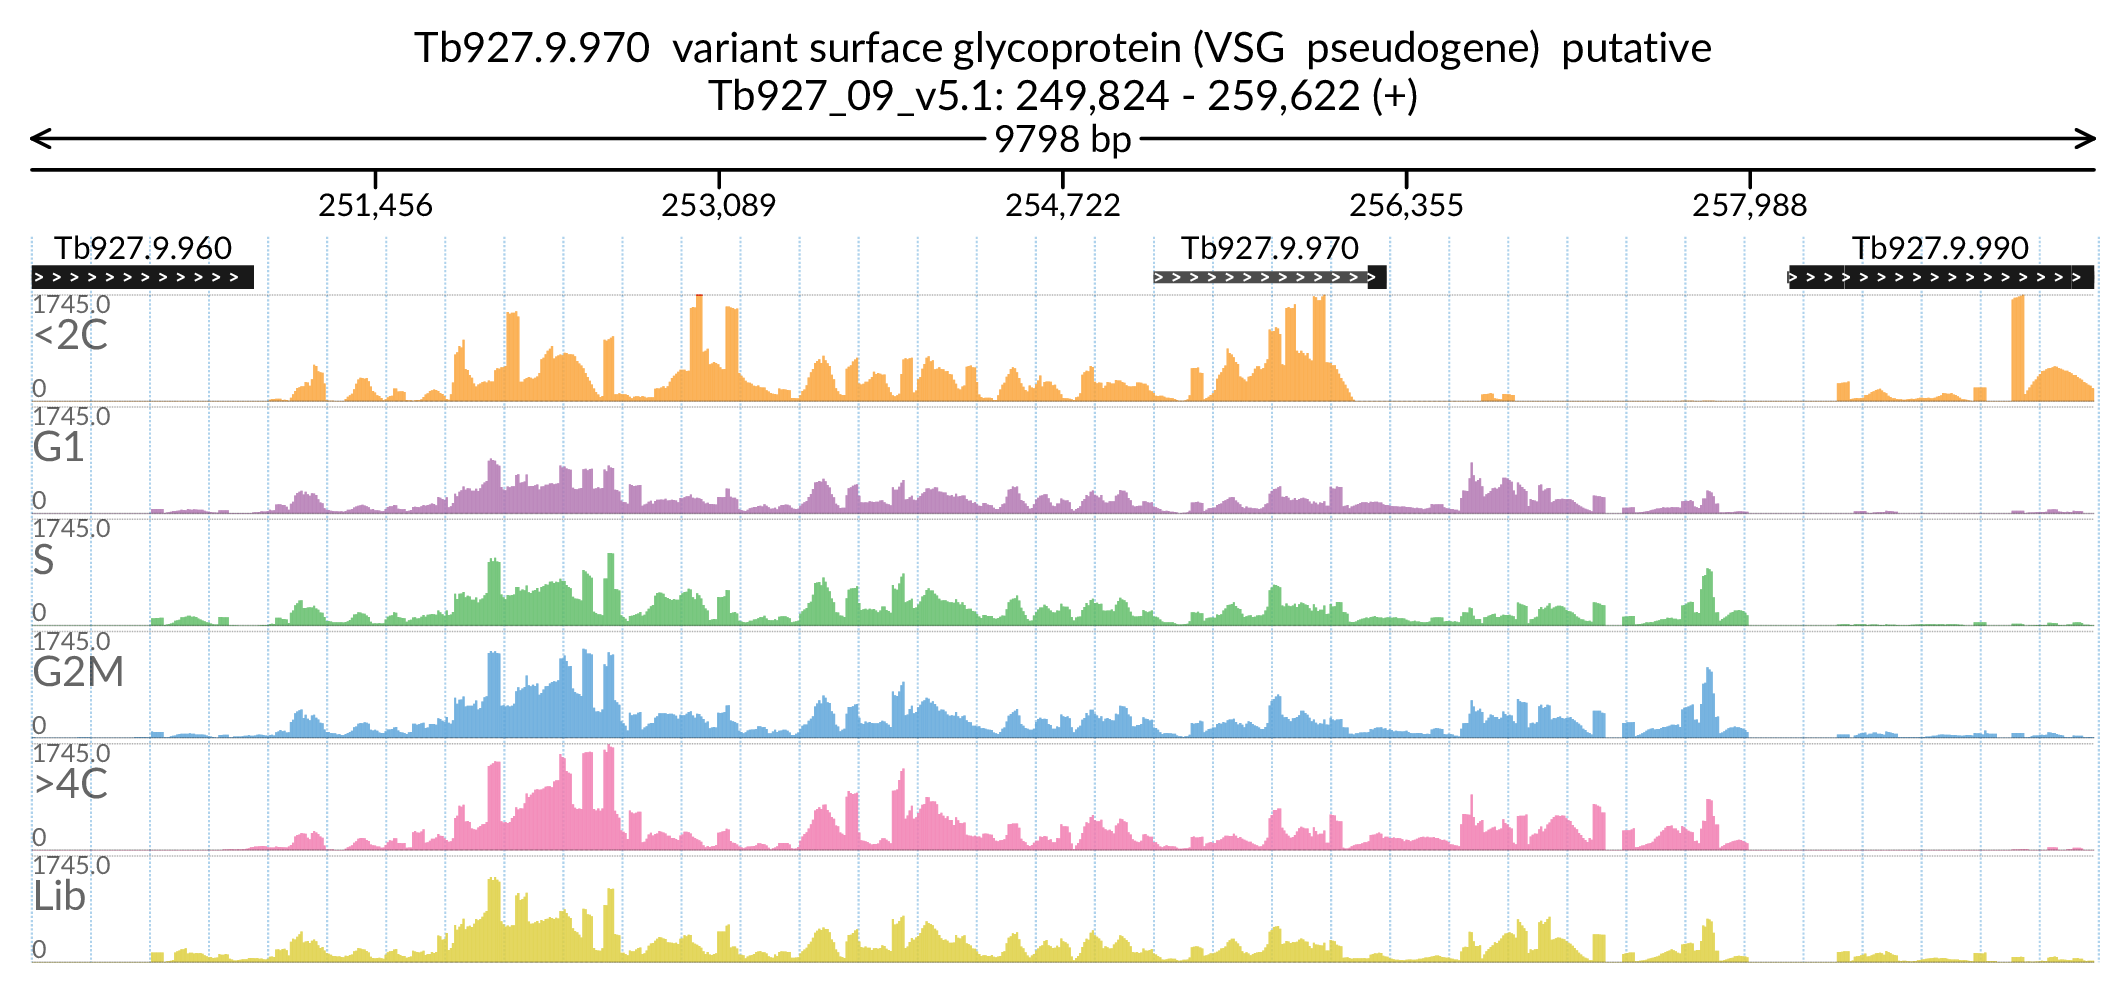 Tb927.9.970  variant surface glycoprotein (VSG  pseudogene)  putative
Tb927_09_v5.1: 249,824 - 259,622 (+)
9798 bp
251,456 253,089 254,722 256,355 257,988
Tb927.9.960 Tb927.9.970 Tb927.9.990
1745.0
<2C
0
1745.0
G1
0
1745.0
S
0
1745.0
G2M
0
1745.0
>4C
0
1745.0
Lib
0